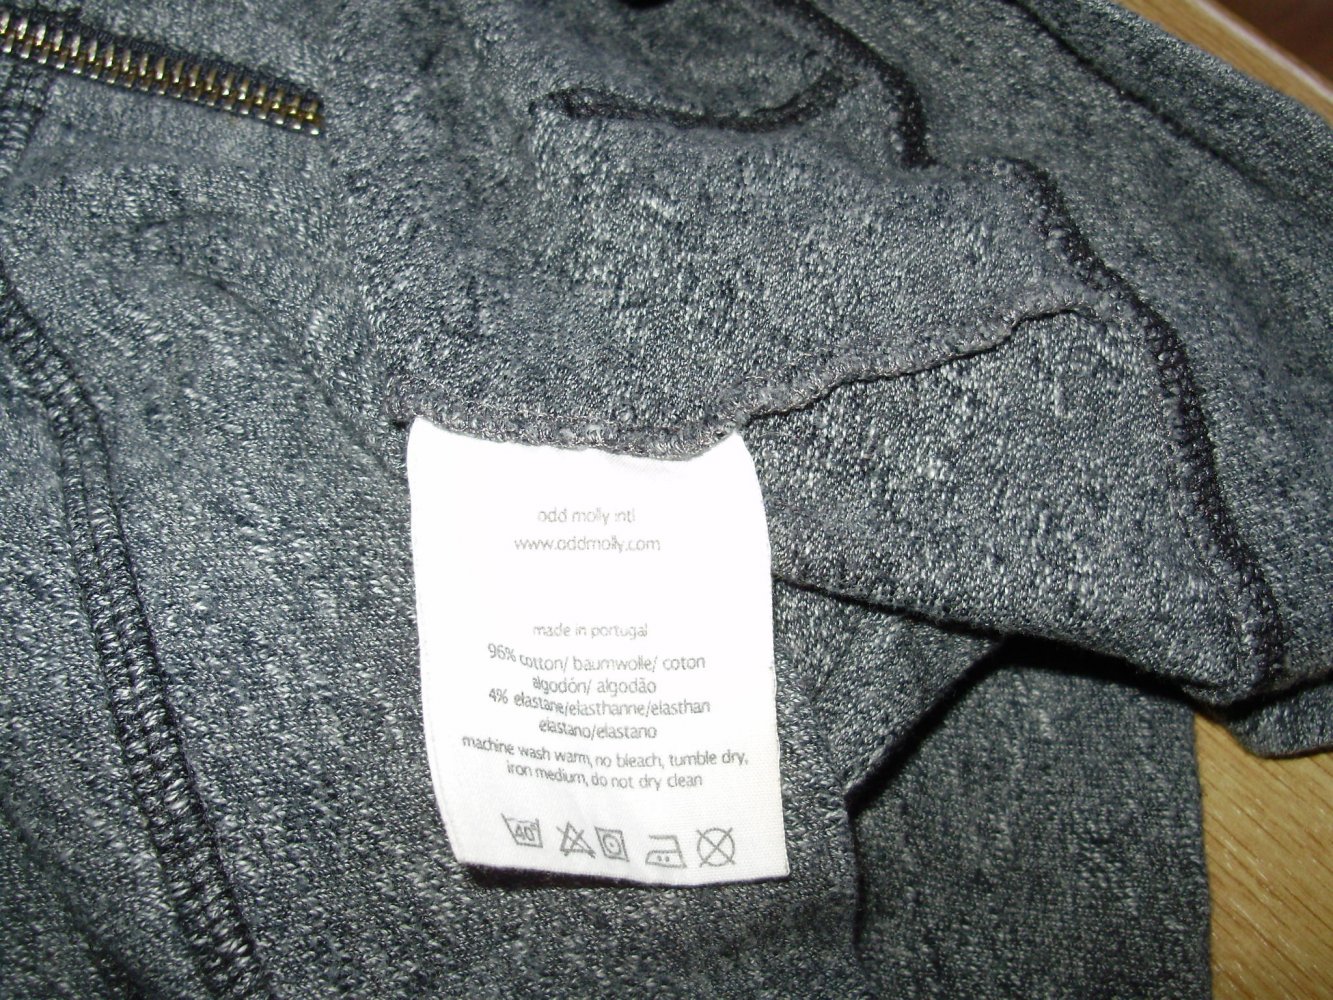 odd molly intl
www.oddmolly.com
made in portugal
96% cotton/ baumwolle/ coton
algodón/ algodão
4% elastane/elasthanne/elasthan
elastano/elastano
machine wash warm, no bleach, tumble dry,
iron medium, do not dry clean
40°